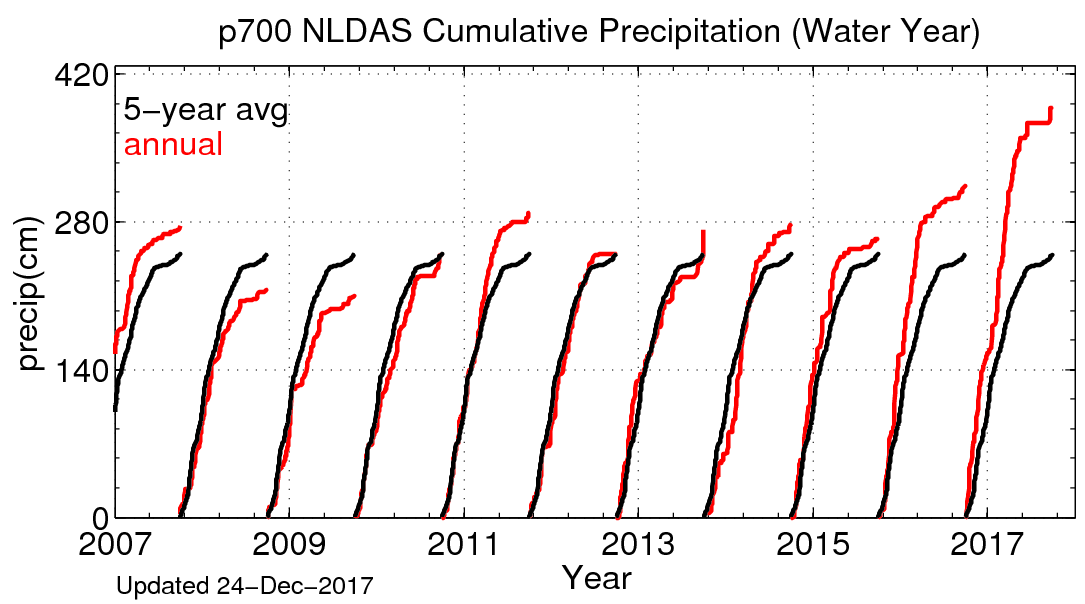 p700 NLDAS Cumulative Precipitation (Water Year)
420
5−year avg
annual
280
precip(cm)
140
0
2007 2009 2011 2013 2015 2017
Year
Updated 24−Dec−2017